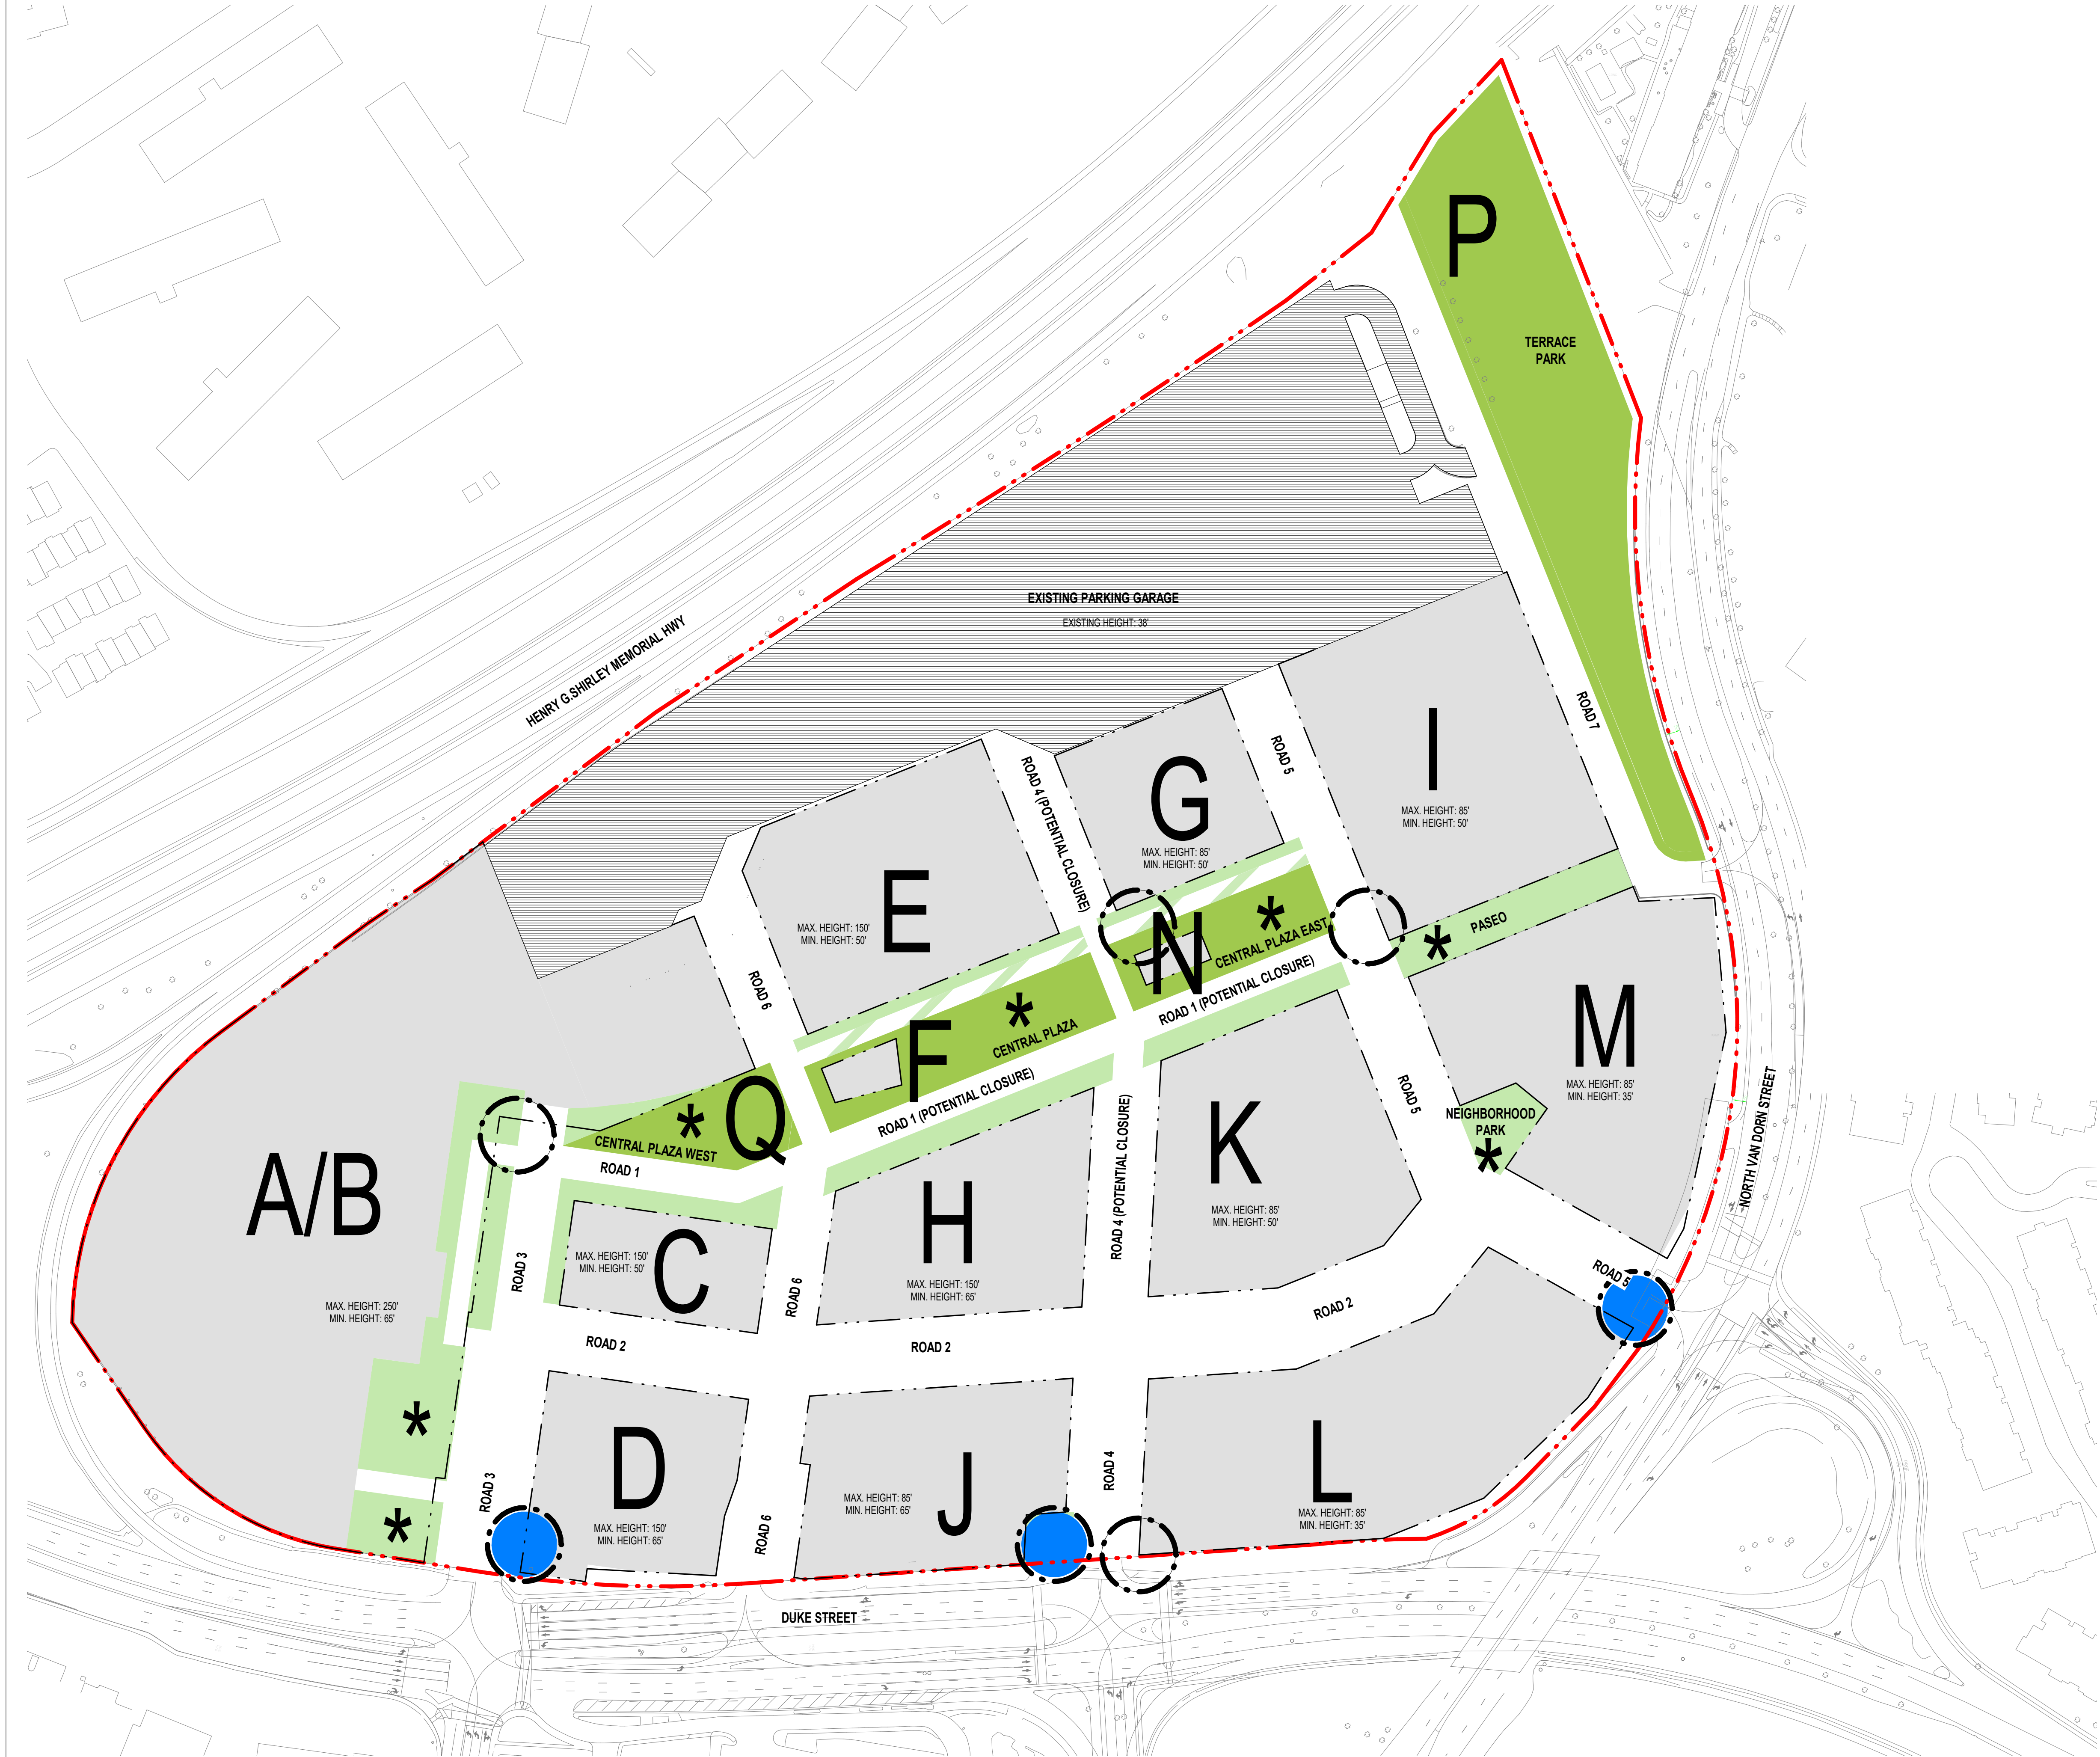 P
TERRACE
PARK
EXISTING PARKING GARAGE
EXISTING HEIGHT: 38'
HENRY G.SHIRLEY MEMORIAL HWY
ROAD 7
ROAD 5
I
MAX. HEIGHT: 85'
MIN. HEIGHT: 50'
ROAD 4 (POTENTIAL CLOSURE)
G
MAX. HEIGHT: 85'
MIN. HEIGHT: 50'
E
MAX. HEIGHT: 150'
MIN. HEIGHT: 50'
ROAD 6
N
*
CENTRAL PLAZA EAST
ROAD 1 (POTENTIAL CLOSURE)
*
PASEO
F
*
CENTRAL PLAZA
ROAD 1 (POTENTIAL CLOSURE)
Q
*
CENTRAL PLAZA WEST
ROAD 1
M
MAX. HEIGHT: 85'
MIN. HEIGHT: 35'
NEIGHBORHOOD
PARK
*
NORTH VAN DORN STREET
ROAD 5
K
MAX. HEIGHT: 85'
MIN. HEIGHT: 50'
ROAD 4 (POTENTIAL CLOSURE)
H
MAX. HEIGHT: 150'
MIN. HEIGHT: 65'
A/B
MAX. HEIGHT: 250'
MIN. HEIGHT: 65'
ROAD 3
C
MAX. HEIGHT: 150'
MIN. HEIGHT: 50'
ROAD 6
ROAD 5
ROAD 2
ROAD 2
ROAD 2
*
*
ROAD 3
D
MAX. HEIGHT: 150'
MIN. HEIGHT: 65'
ROAD 6
J
MAX. HEIGHT: 85'
MIN. HEIGHT: 65'
ROAD 4
L
MAX. HEIGHT: 85'
MIN. HEIGHT: 35'
DUKE STREET